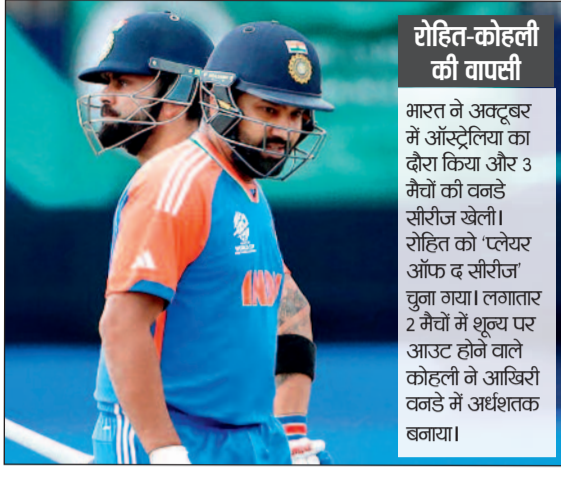 रोहित-कोहली
की वापसी
भारत ने अक्टूबर
में ऑस्ट्रेलिया का
दौरा किया और 3
मैचों की वनडे
सीरीज खेली।
रोहित को ‘प्लेयर
ऑफ द सीरीज’
चुना गया। लगातार
2 मैचों में शून्य पर
आउट होने वाले
कोहली ने आखिरी
वनडे में अर्धशतक
बनाया।